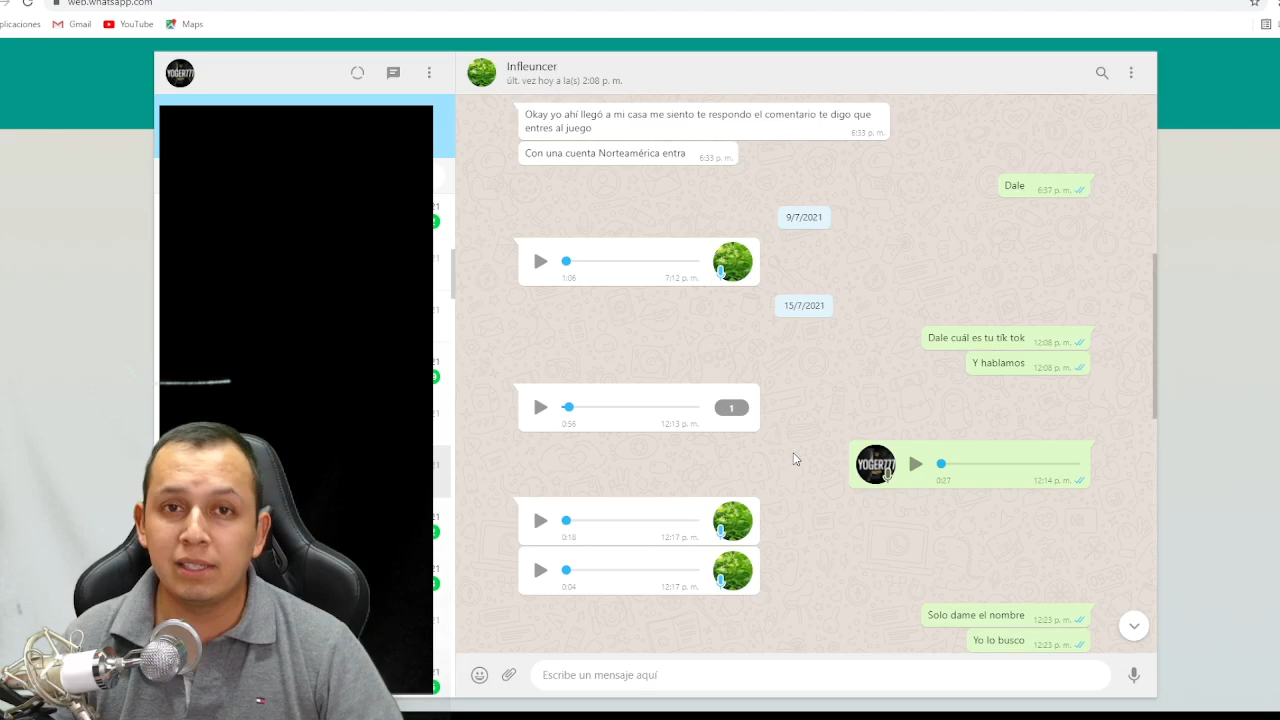 web.whatsapp.com
plicaciones
Gmail
YouTube
Maps
YOGER777
Infleuncer
últ. vez hoy a la(s) 2:08 p. m.
Okay yo ahí llegó a mi casa me siento te respondo el comentario te digo que
entres al juego
6:33 p. m.
Con una cuenta Norteamérica entra
6:33 p. m.
Dale
6:37 p. m.
9/7/2021
1:06
7:12 p. m.
15/7/2021
Dale cuál es tu tík tok
12:08 p. m.
Y hablamos
12:08 p. m.
1
0:56
12:13 p. m.
YOGER777
0:27
12:14 p. m.
0:18
12:17 p. m.
0:04
12:17 p. m.
Solo dame el nombre
12:23 p. m.
Yo lo busco
12:23 p. m.
Escribe un mensaje aquí